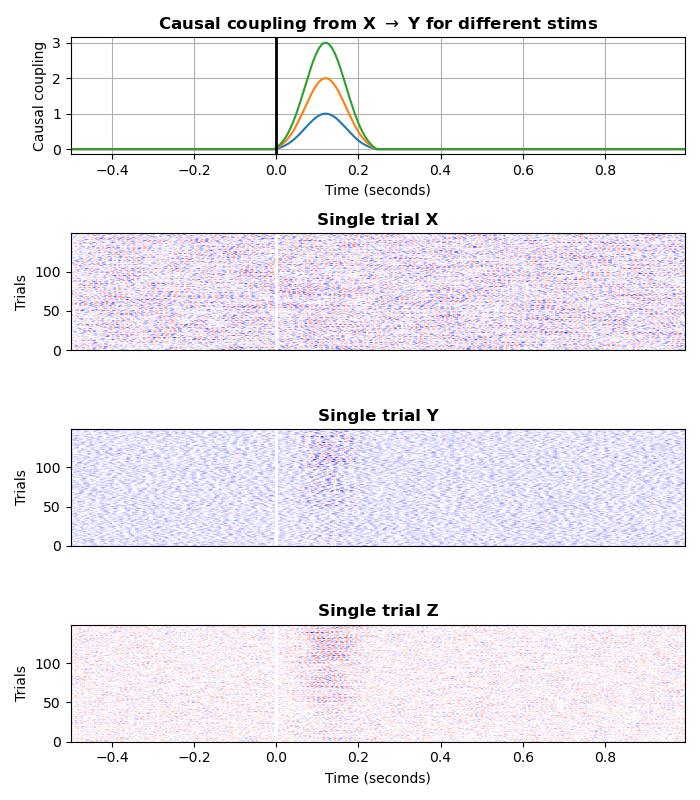 Causal coupling from X → Y for different stims
Causal coupling
3
2
1
0
−0.4 −0.2 0.0 0.2 0.4 0.6 0.8
Time (seconds)
Single trial X
Trials
100
50
0
Single trial Y
Trials
100
50
0
Single trial Z
Trials
100
50
0
−0.4 −0.2 0.0 0.2 0.4 0.6 0.8
Time (seconds)